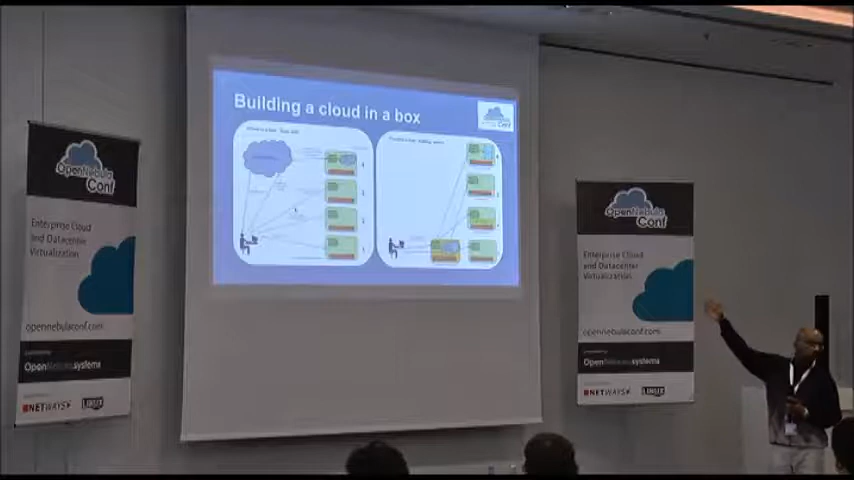 Building a cloud in a box
Conf
OpenNebula
Conf
Enterprise Cloud
and Datacenter
Virtualization
opennebulaconf.com
OpenNebula.systems
NETWAYS
LINUX
OpenNebula
Conf
Enterprise Cloud
and Datacenter
Virtualization
opennebulaconf.com
OpenNebula.systems
NETWAYS
LINUX